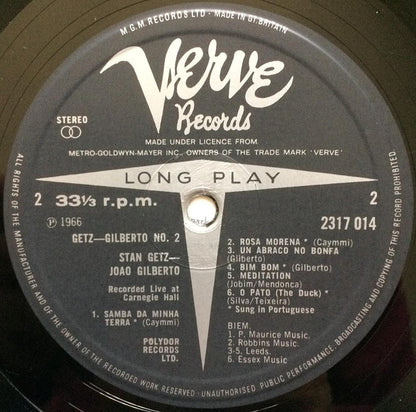 M.G.M. RECORDS LTD · MADE IN GT. BRITAIN
Verve
Records
STEREO
MADE UNDER LICENCE FROM
METRO-GOLDWYN-MAYER INC., OWNERS OF THE TRADE MARK 'VERVE'
LONG PLAY
2 33⅓ r.p.m. 2
Ⓟ 1966 2317 014
GETZ—GILBERTO NO. 2
STAN GETZ—
JOAO GILBERTO
Recorded Live at
Carnegie Hall
1. SAMBA DA MINHA
TERRA * (Caymmi)
POLYDOR
RECORDS
LTD.
2. ROSA MORENA * (Caymmi)
3. UN ABRACO NO BONFA
(Gilberto)
4. BIM BOM * (Gilberto)
5. MEDITATION
(Jobim/Mendonca)
6. O PATO (The Duck) *
(Silva/Teixeira)
* Sung in Portuguese
BIEM.
1. P. Maurice Music.
2. Robbins Music.
3-5. Leeds.
6. Essex Music
ALL RIGHTS OF THE MANUFACTURER AND OF THE OWNER OF THE RECORDED WORK RESERVED · UNAUTHORISED PUBLIC PERFORMANCE, BROADCASTING AND COPYING OF THIS RECORD PROHIBITED.